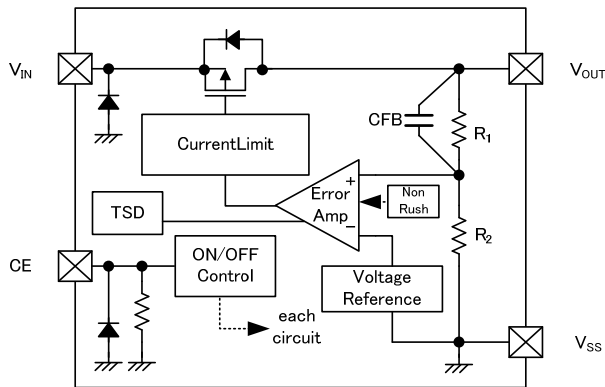 VIN
VOUT
CFB
R1
CurrentLimit
+
Error
Amp
−
Non
Rush
TSD
R2
CE
ON/OFF
Control
Voltage
Reference
each
circuit
VSS